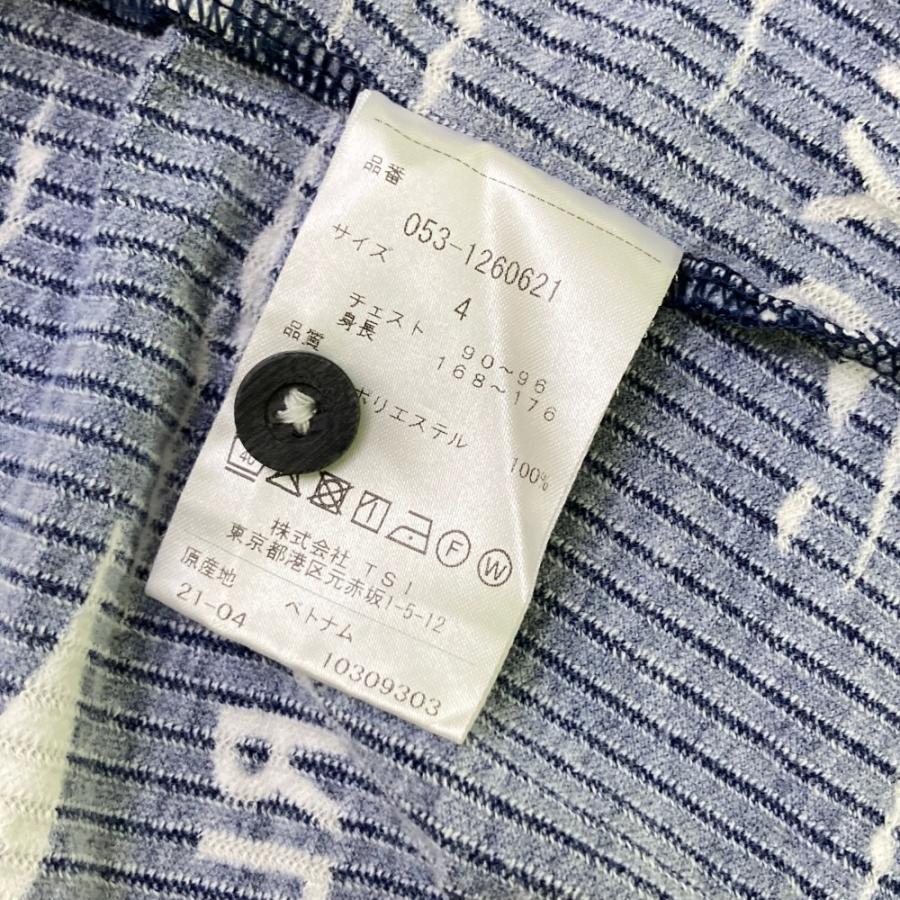 品番
053-1260621
サイズ
4
チェスト 90~96
身長 168~176
品質
ポリエステル 100%
40
F W
株式会社 TSI
東京都港区元赤坂1-5-12
原産地 ベトナム
21-04
10309303